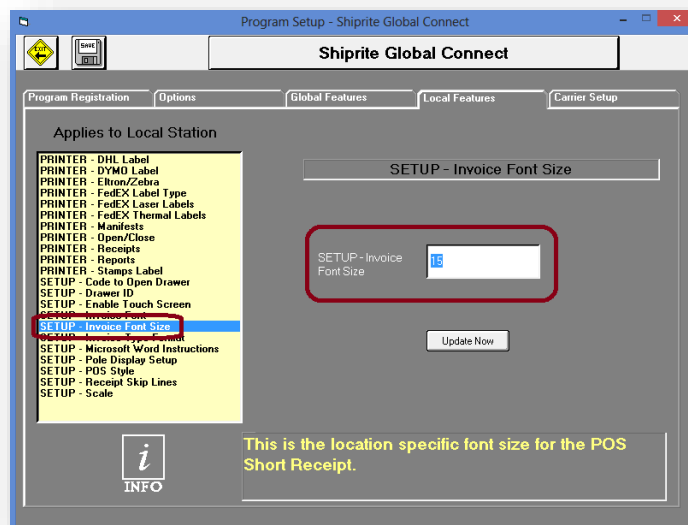 Program Setup - Shiprite Global Connect
EXIT
SAVE
Shiprite Global Connect
Program Registration
Options
Global Features
Local Features
Carrier Setup
Applies to Local Station
PRINTER - DHL Label
PRINTER - DYMO Label
PRINTER - Eltron/Zebra
PRINTER - FedEX Label Type
PRINTER - FedEX Laser Labels
PRINTER - FedEX Thermal Labels
PRINTER - Manifests
PRINTER - Open/Close
PRINTER - Receipts
PRINTER - Reports
PRINTER - Stamps Label
SETUP - Code to Open Drawer
SETUP - Drawer ID
SETUP - Enable Touch Screen
SETUP - Invoice Font
SETUP - Invoice Font Size
SETUP - Invoice Type Format
SETUP - Microsoft Word Instructions
SETUP - Pole Display Setup
SETUP - POS Style
SETUP - Receipt Skip Lines
SETUP - Scale
SETUP - Invoice Font Size
SETUP - Invoice
Font Size
15
Update Now
i
INFO
This is the location specific font size for the POS
Short Receipt.